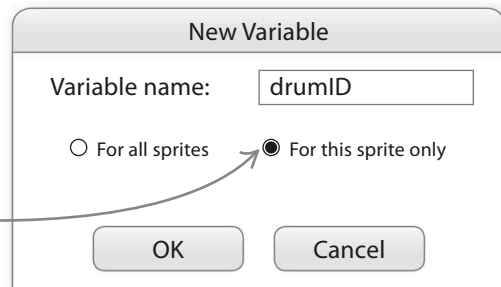 New Variable
Variable name: drumID
For all sprites For this sprite only
OK Cancel